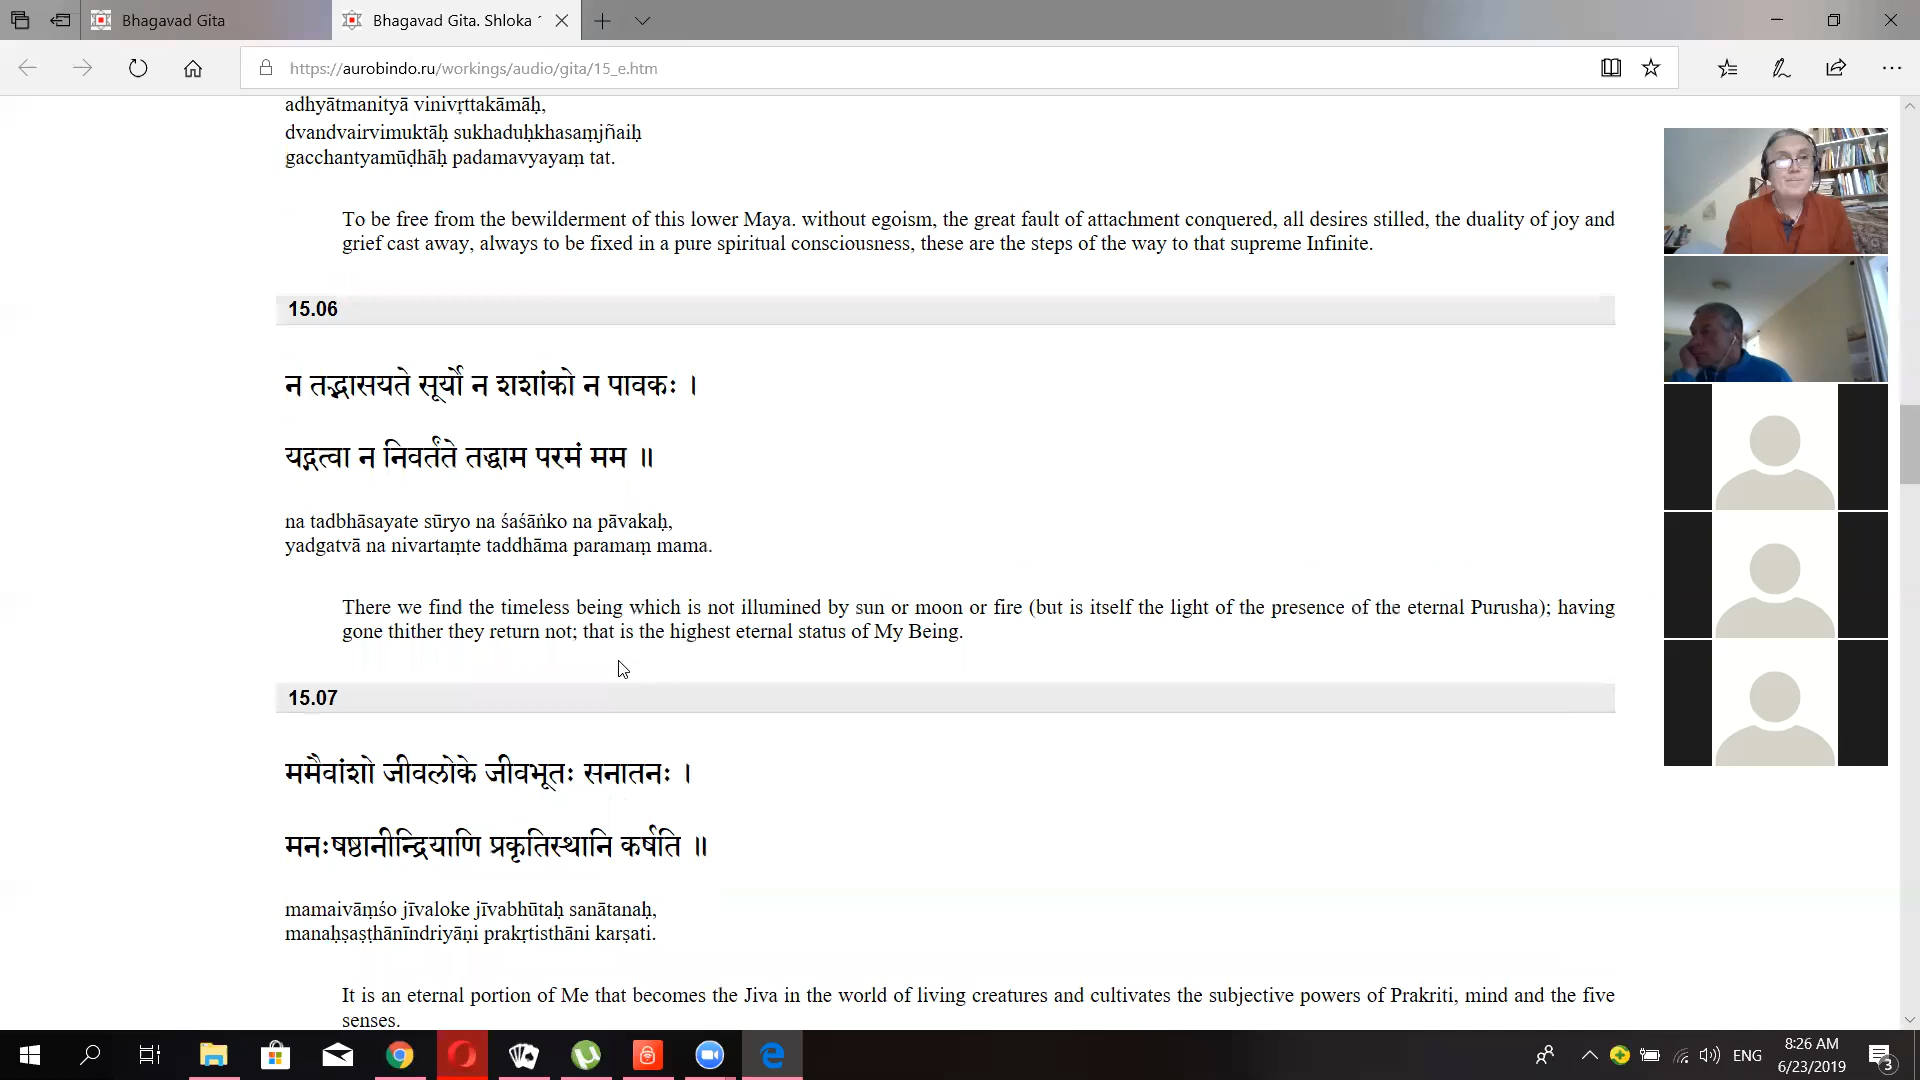 Bhagavad Gita
Bhagavad Gita. Shloka
https://aurobindo.ru/workings/audio/gita/15_e.htm
adhyātmanityā vinivṛttakāmāḥ,
dvandvairvimuktāḥ sukhaduḥkhasaṃjñaiḥ
gacchantyamūḍhāḥ padamavyayaṃ tat.
To be free from the bewilderment of this lower Maya. without egoism, the great fault of attachment conquered, all desires stilled, the duality of joy and
grief cast away, always to be fixed in a pure spiritual consciousness, these are the steps of the way to that supreme Infinite.
15.06
न तद्भासयते सूर्यो न शशांको न पावकः ।
यद्गत्वा न निवर्तंते तद्धाम परमं मम ॥
na tadbhāsayate sūryo na śaśāṅko na pāvakaḥ,
yadgatvā na nivartaṃte taddhāma paramaṃ mama.
There we find the timeless being which is not illumined by sun or moon or fire (but is itself the light of the presence of the eternal Purusha); having
gone thither they return not; that is the highest eternal status of My Being.
15.07
ममैवांशो जीवलोके जीवभूतः सनातनः ।
मनःषष्ठानीन्द्रियाणि प्रकृतिस्थानि कर्षति ॥
mamaivāṃśo jīvaloke jīvabhūtaḥ sanātanaḥ,
manaḥṣaṣṭhānīndriyāṇi prakṛtisthāni karṣati.
It is an eternal portion of Me that becomes the Jiva in the world of living creatures and cultivates the subjective powers of Prakriti, mind and the five
senses.
ENG
8:26 AM
6/23/2019
3